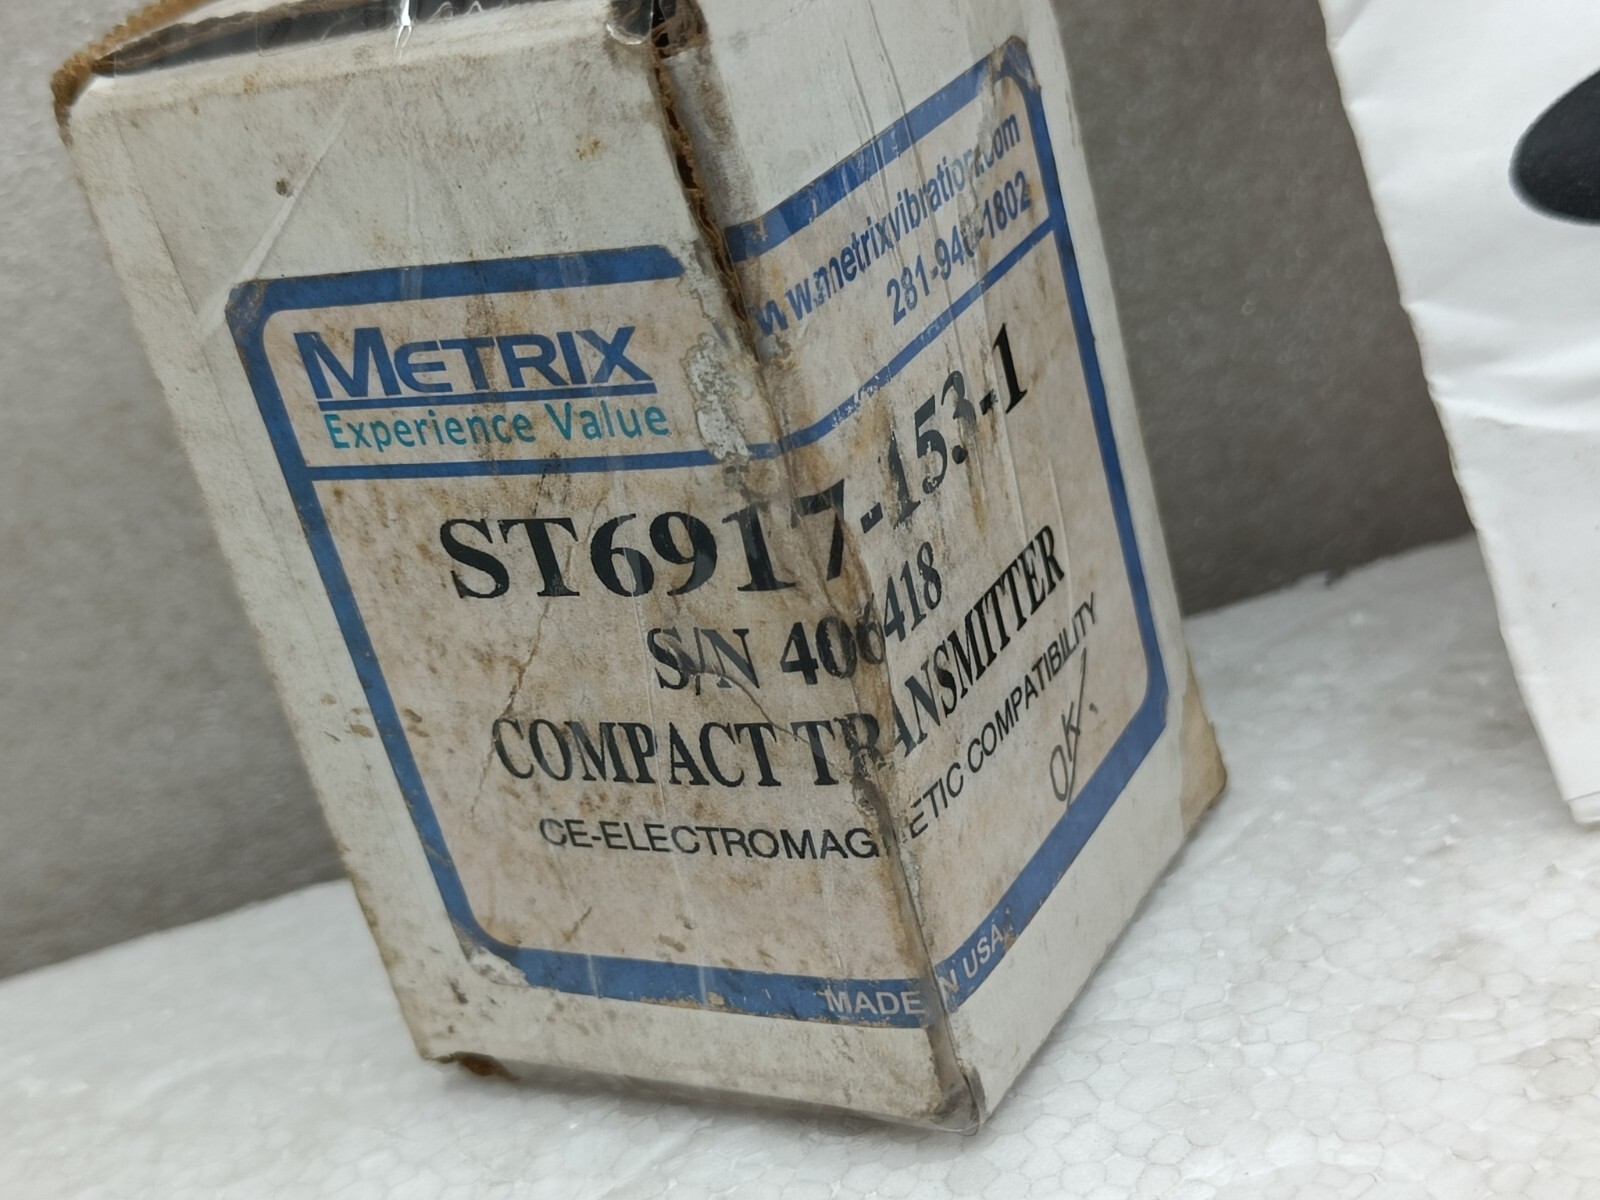 www.metrixvibration.com
281-940-1802
METRIX
Experience Value
ST6917-153-1
S/N 406418
COMPACT TRANSMITTER
CE-ELECTROMAGNETIC COMPATIBILITY
OK
MADE IN USA